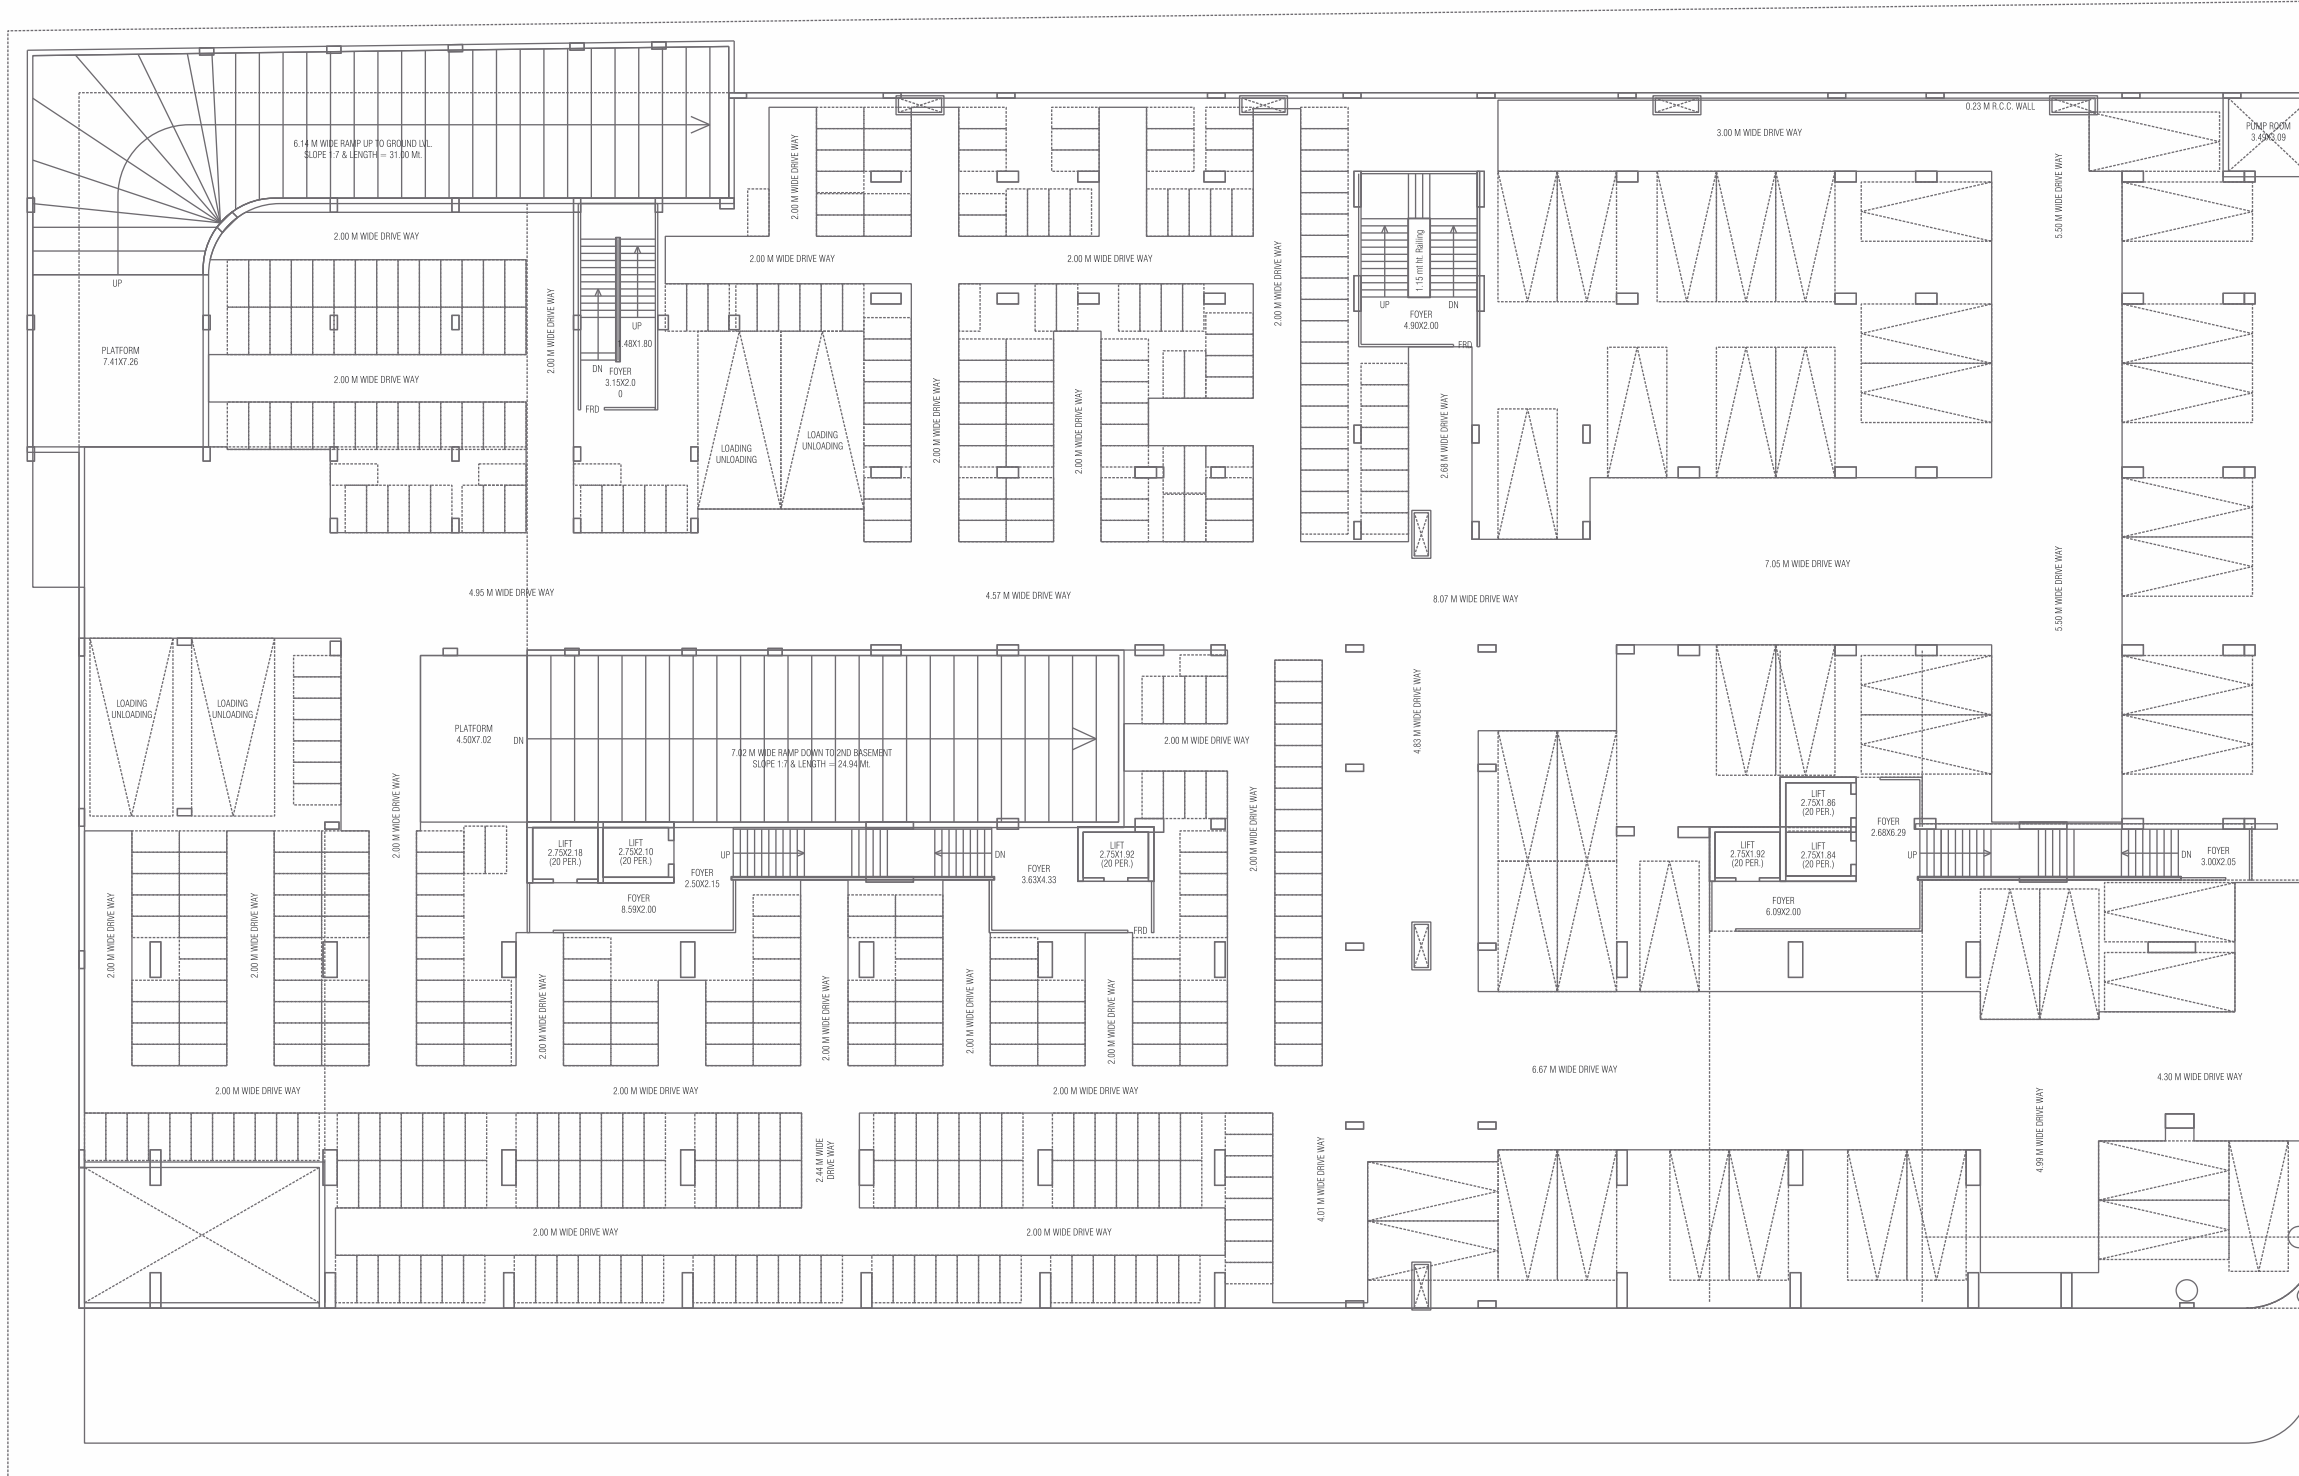 0.23 M R.C.C. WALL
3.00 M WIDE DRIVE WAY
PUMP ROOM
3.49X3.09
6.14 M WIDE RAMP UP TO GROUND LVL.
SLOPE 1:7 & LENGTH = 31.00 Mt.
2.00 M WIDE DRIVE WAY
5.50 M WIDE DRIVE WAY
2.00 M WIDE DRIVE WAY
2.00 M WIDE DRIVE WAY
2.00 M WIDE DRIVE WAY
2.00 M WIDE DRIVE WAY
1.15 mt ht. Railing
UP
UP
DN
FOYER
4.90X2.00
FRD
UP
1.48X1.80
2.00 M WIDE DRIVE WAY
PLATFORM
7.41X7.26
DN
FOYER
3.15X2.0
0
FRD
2.00 M WIDE DRIVE WAY
2.00 M WIDE DRIVE WAY
2.00 M WIDE DRIVE WAY
2.68 M WIDE DRIVE WAY
LOADING
UNLOADING
LOADING
UNLOADING
7.05 M WIDE DRIVE WAY
5.50 M WIDE DRIVE WAY
4.95 M WIDE DRIVE WAY
4.57 M WIDE DRIVE WAY
8.07 M WIDE DRIVE WAY
LOADING
UNLOADING
LOADING
UNLOADING
4.83 M WIDE DRIVE WAY
PLATFORM
4.50X7.02
DN
7.02 M WIDE RAMP DOWN TO 2ND BASEMENT
SLOPE 1:7 & LENGTH = 24.94 Mt.
2.00 M WIDE DRIVE WAY
2.00 M WIDE DRIVE WAY
2.00 M WIDE DRIVE WAY
LIFT
2.75X1.86
(20 PER.)
FOYER
2.68X6.29
LIFT
2.75X2.18
(20 PER.)
LIFT
2.75X2.10
(20 PER.)
UP
DN
LIFT
2.75X1.92
(20 PER.)
LIFT
2.75X1.92
(20 PER.)
LIFT
2.75X1.84
(20 PER.)
UP
DN
FOYER
3.00X2.05
FOYER
2.50X2.15
FOYER
3.63X4.33
FOYER
8.59X2.00
FOYER
6.09X2.00
FRD
2.00 M WIDE DRIVE WAY
2.00 M WIDE DRIVE WAY
2.00 M WIDE DRIVE WAY
2.00 M WIDE DRIVE WAY
2.00 M WIDE DRIVE WAY
2.00 M WIDE DRIVE WAY
6.67 M WIDE DRIVE WAY
4.30 M WIDE DRIVE WAY
2.00 M WIDE DRIVE WAY
2.00 M WIDE DRIVE WAY
2.00 M WIDE DRIVE WAY
4.99 M WIDE DRIVE WAY
2.44 M WIDE
DRIVE WAY
4.01 M WIDE DRIVE WAY
2.00 M WIDE DRIVE WAY
2.00 M WIDE DRIVE WAY